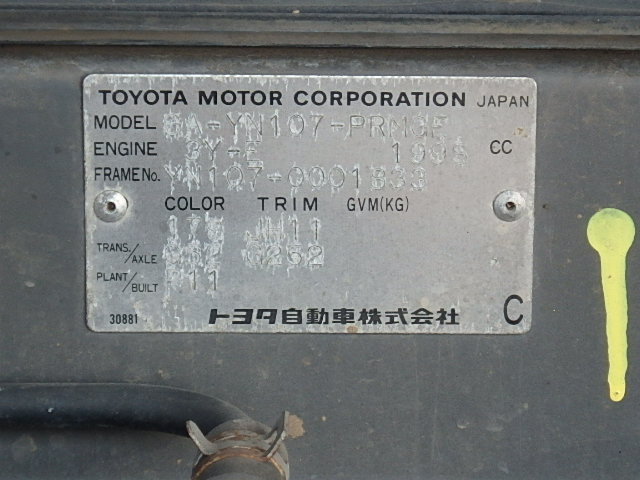 TOYOTA MOTOR CORPORATION JAPAN
MODEL GA-YN107-PRMGE
ENGINE 3Y-E 1998 CC
FRAME No. YN107-0001833
COLOR TRIM GVM(KG)
TRANS./AXLE
PLANT/BUILT
30881 トヨタ自動車株式会社 C